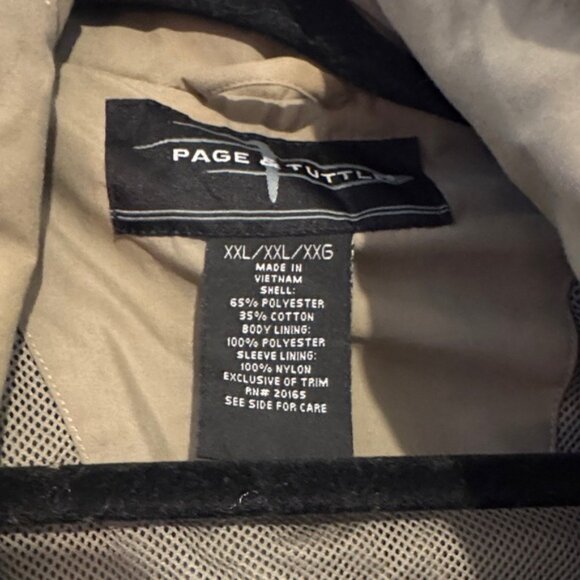 PAGE & TUTTLE
XXL/XXL/XXG
MADE IN
VIETNAM
SHELL:
65% POLYESTER
35% COTTON
BODY LINING:
100% POLYESTER
SLEEVE LINING:
100% NYLON
EXCLUSIVE OF TRIM
RN# 20165
SEE SIDE FOR CARE